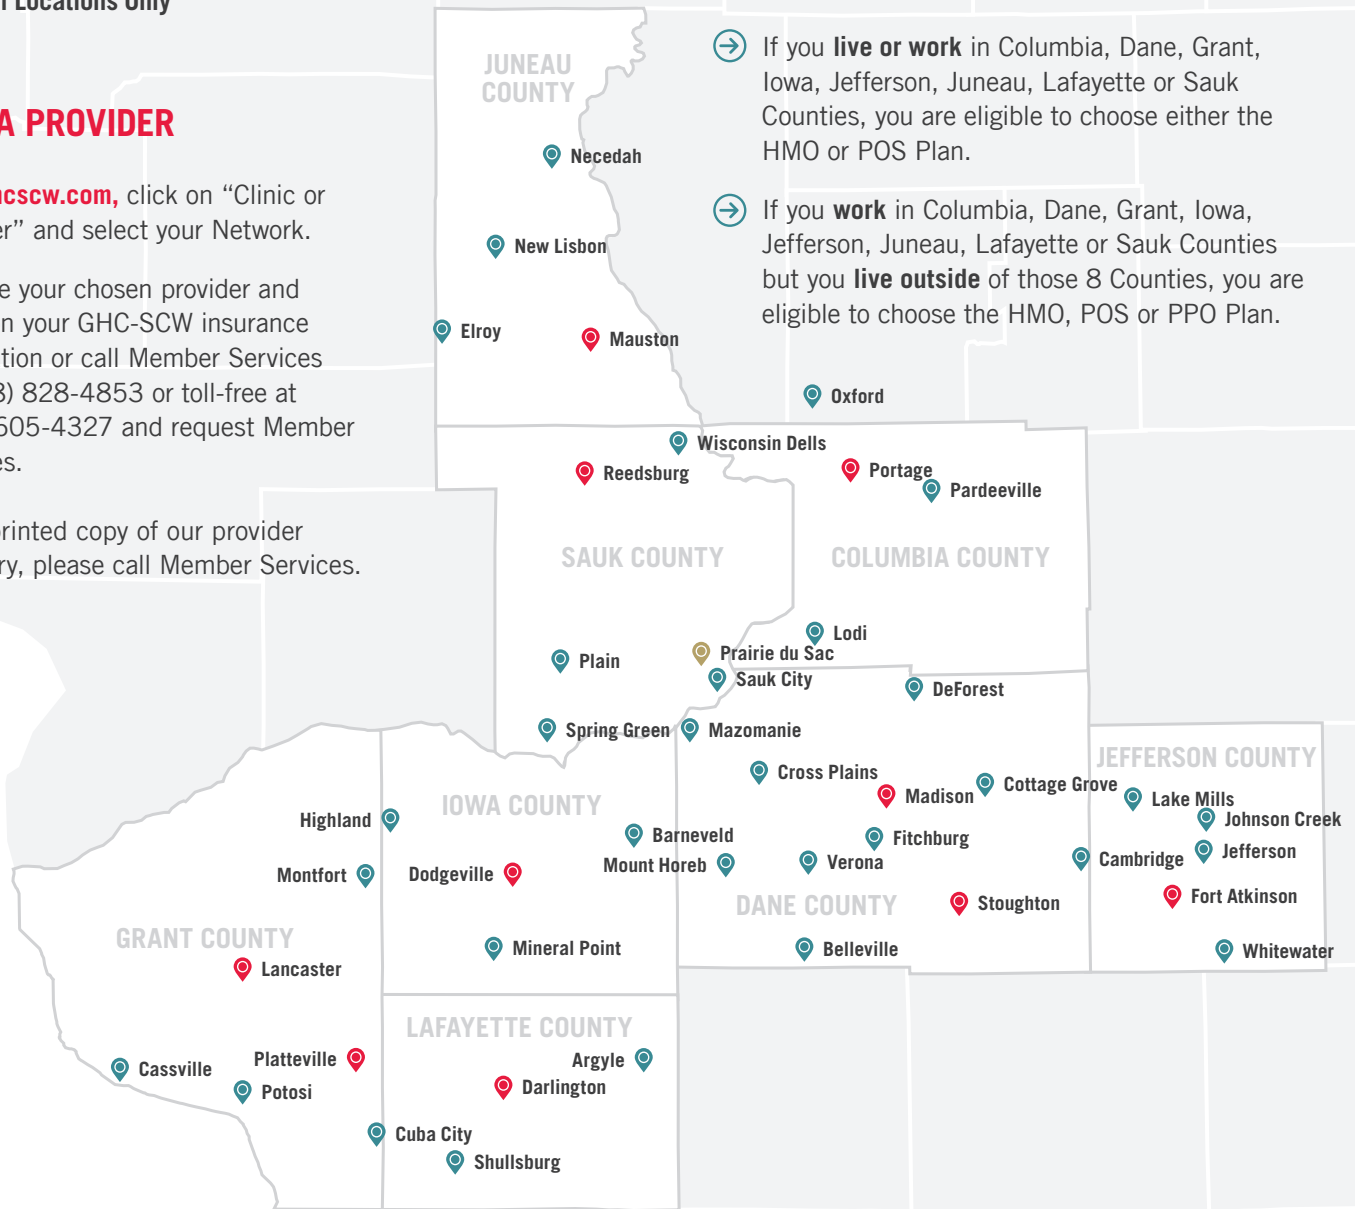 Locations Only
A PROVIDER
click on “Clinic or
and select your Network.
your chosen provider and
your GHC-SCW insurance
or call Member Services
828-4853 or toll-free at
605-4327 and request Member
printed copy of our provider
please call Member Services.
If you live or work in Columbia, Dane, Grant,
Iowa, Jefferson, Juneau, Lafayette or Sauk
Counties, you are eligible to choose either the
HMO or POS Plan.
If you work in Columbia, Dane, Grant, Iowa,
Jefferson, Juneau, Lafayette or Sauk Counties
but you live outside of those 8 Counties, you are
eligible to choose the HMO, POS or PPO Plan.
JUNEAU
COUNTY
Necedah
New Lisbon
Elroy
Mauston
Oxford
Wisconsin Dells
Reedsburg
Portage
Pardeeville
SAUK COUNTY
COLUMBIA COUNTY
Lodi
Prairie du Sac
Plain
Sauk City
DeForest
Spring Green
Mazomanie
JEFFERSON COUNTY
Cross Plains
Cottage Grove
Madison
Lake Mills
Johnson Creek
IOWA COUNTY
Highland
Barneveld
Fitchburg
Jefferson
Cambridge
Verona
Mount Horeb
Montfort
Dodgeville
Fort Atkinson
DANE COUNTY
Stoughton
GRANT COUNTY
Mineral Point
Belleville
Whitewater
Lancaster
LAFAYETTE COUNTY
Platteville
Argyle
Cassville
Darlington
Potosi
Cuba City
Shullsburg